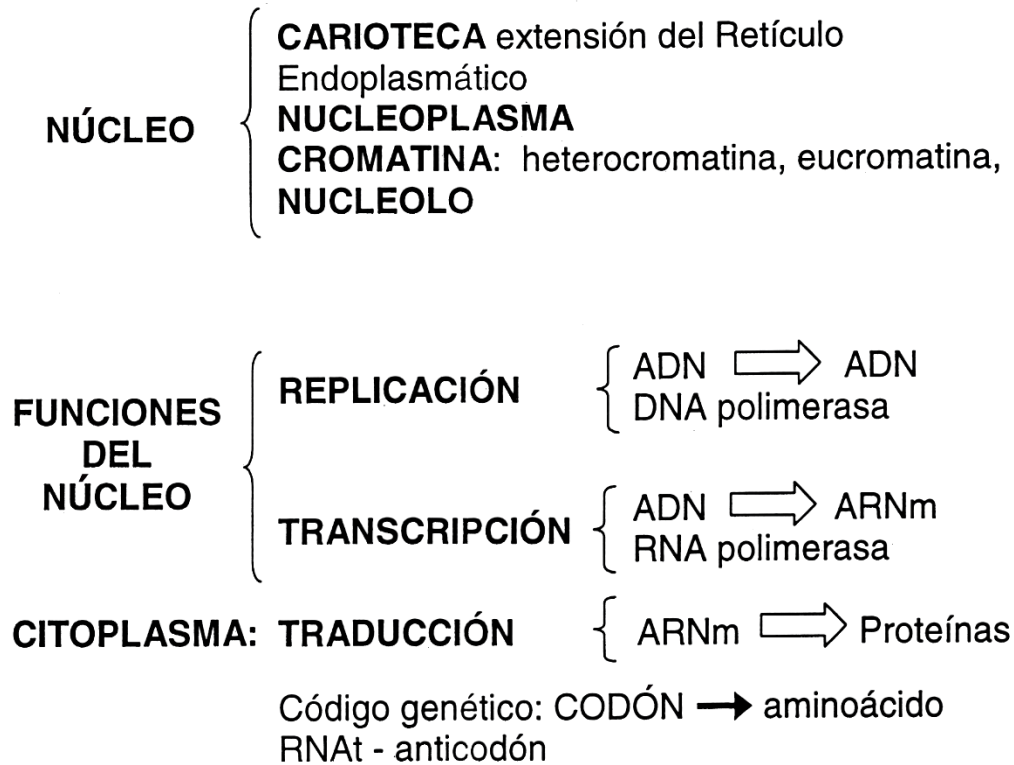 NÚCLEO
CARIOTECA extensión del Retículo
Endoplasmático
NUCLEOPLASMA
CROMATINA: heterocromatina, eucromatina,
NUCLEOLO
FUNCIONES
DEL
NÚCLEO
REPLICACIÓN
ADN ADN
DNA polimerasa
TRANSCRIPCIÓN
ADN ARNm
RNA polimerasa
CITOPLASMA: TRADUCCIÓN ARNm Proteínas
Código genético: CODÓN → aminoácido
RNAt - anticodón